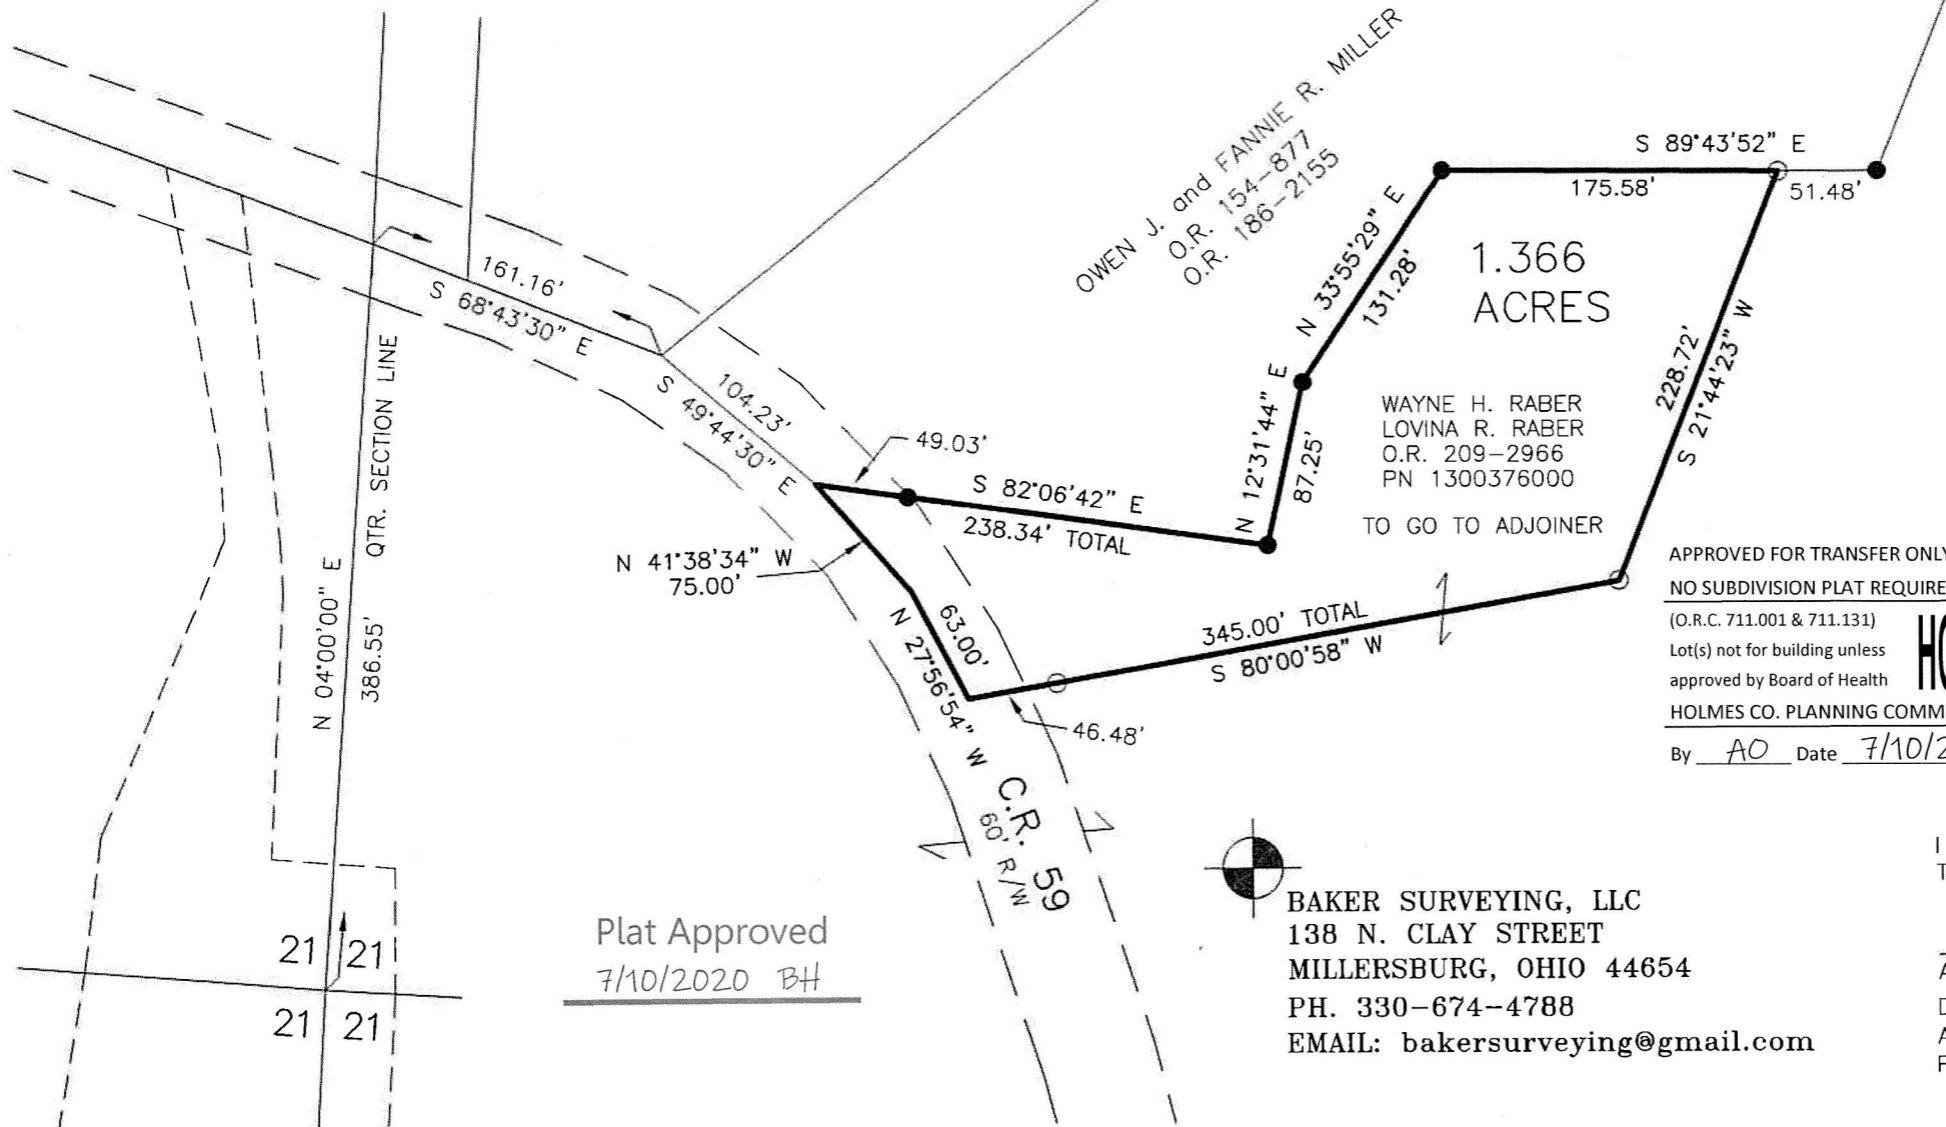 OWEN J. and FANNIE R. MILLER
O.R. 154-877
O.R. 186-2155
S 89°43'52" E
175.58'
51.48'
N 33°55'29" E
131.28'
1.366
ACRES
161.16'
S 68°43'30" E
104.23'
S 49°44'30" E
49.03'
S 82°06'42" E
238.34' TOTAL
N 12°31'44" E
87.25'
WAYNE H. RABER
LOVINA R. RABER
O.R. 209-2966
PN 1300376000
TO GO TO ADJOINER
228.72'
S 21°44'23" W
QTR. SECTION LINE
N 04°00'00" E
386.55'
N 41°38'34" W
75.00'
63.00'
N 27°56'54" W
345.00' TOTAL
S 80°00'58" W
46.48'
C.R. 59
60' R/W
APPROVED FOR TRANSFER ONLY
NO SUBDIVISION PLAT REQUIRE
(O.R.C. 711.001 & 711.131)
Lot(s) not for building unless
approved by Board of Health
HOLMES CO. PLANNING COMM
By AO Date 7/10/2
Plat Approved
7/10/2020 BH
21 21
21 21
BAKER SURVEYING, LLC
138 N. CLAY STREET
MILLERSBURG, OHIO 44654
PH. 330-674-4788
EMAIL: bakersurveying@gmail.com